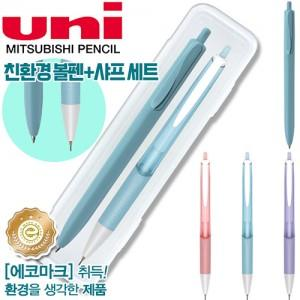 uni
MITSUBISHI PENCIL
친환경 볼펜+샤프 세트
e
[에코마크] 취득!
환경을 생각한 제품